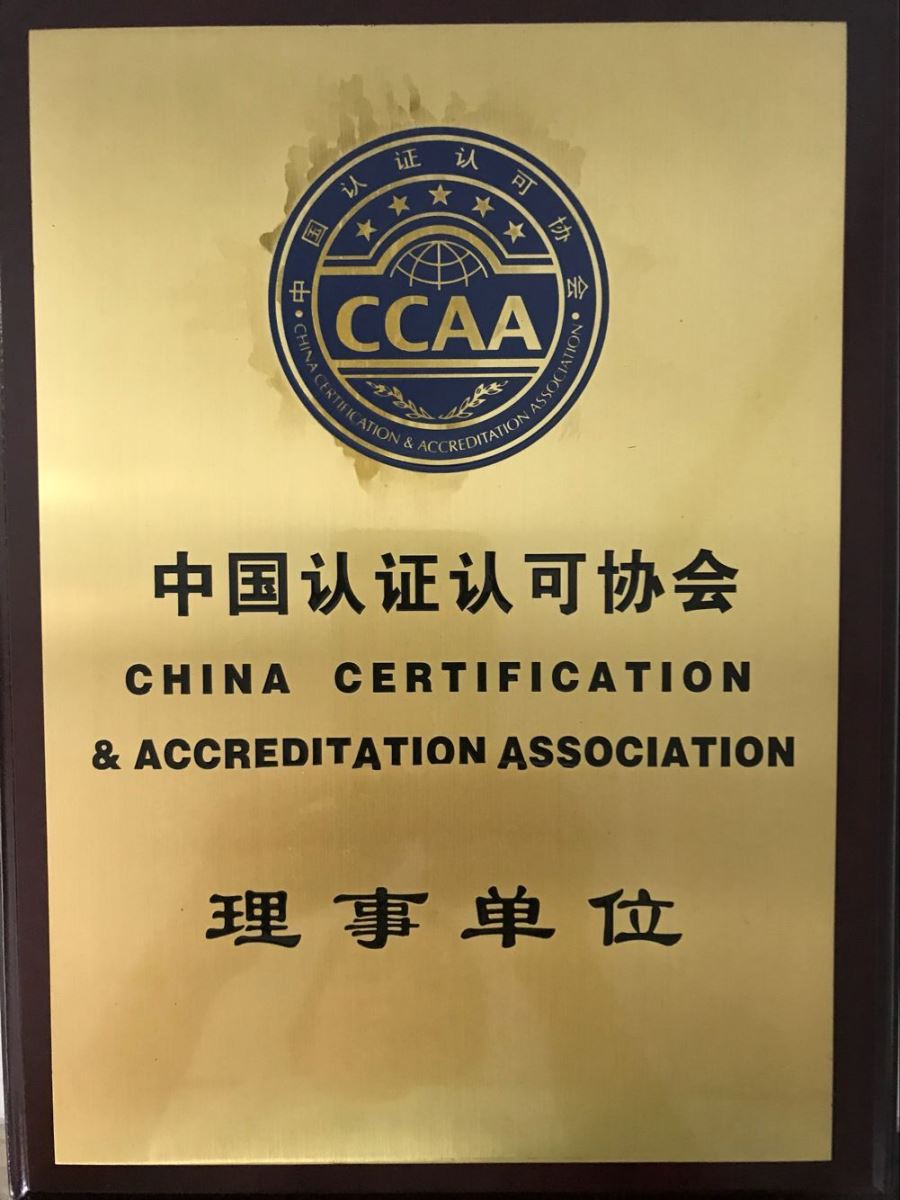 中国认证认可协会
CCAA
CHINA CERTIFICATION & ACCREDITATION ASSOCIATION
中国认证认可协会
CHINA CERTIFICATION
& ACCREDITATION ASSOCIATION
理事单位